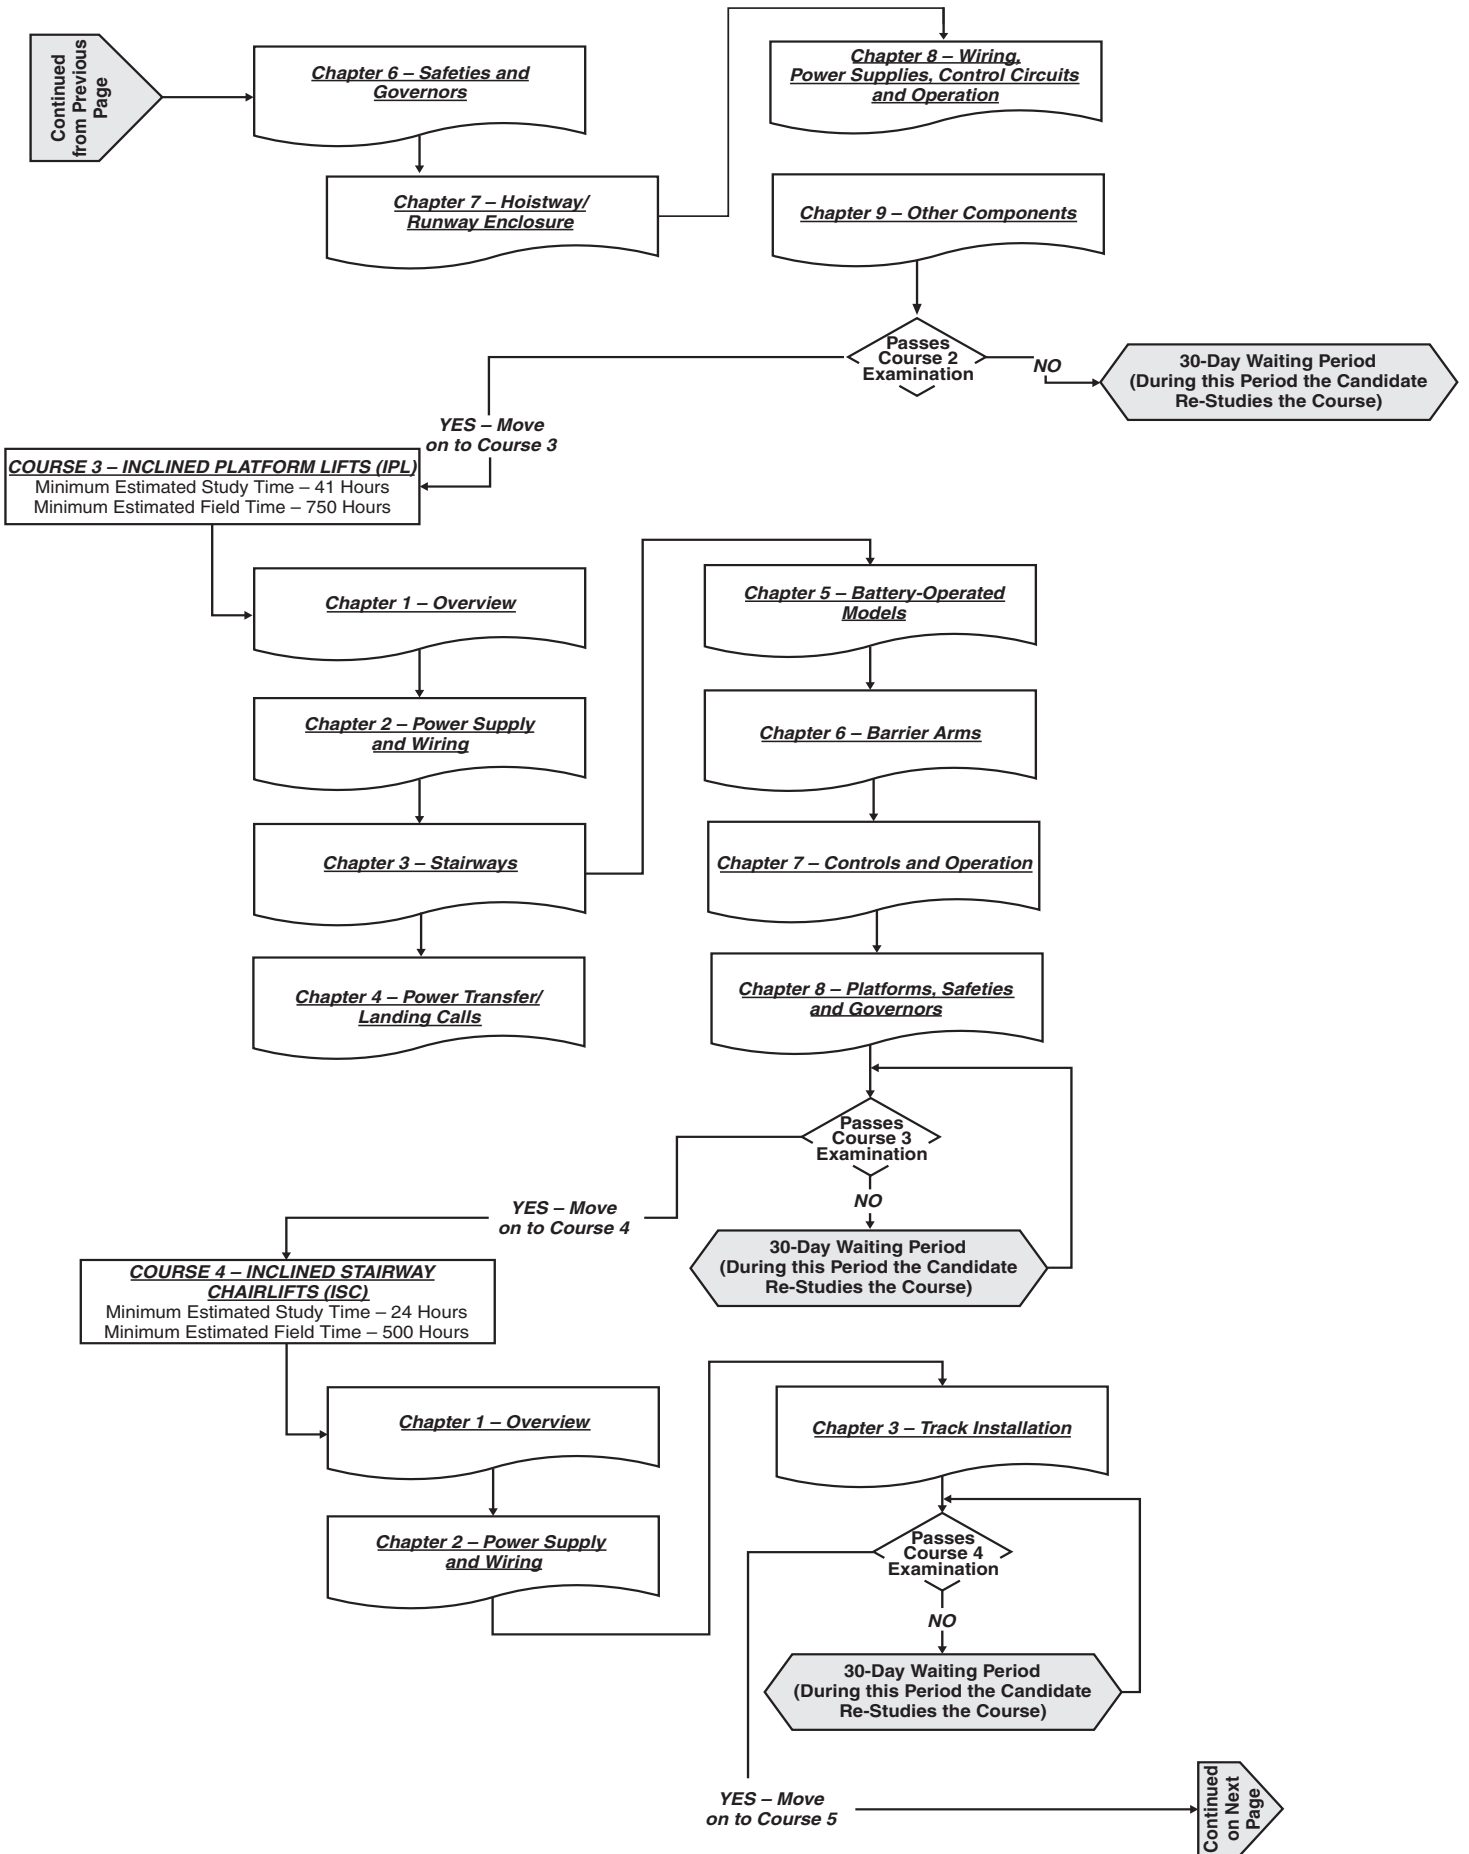 Continued
from Previous
Page
Chapter 6 – Safeties and
Governors
Chapter 7 – Hoistway/
Runway Enclosure
Chapter 8 – Wiring,
Power Supplies, Control Circuits
and Operation
Chapter 9 – Other Components
Passes
Course 2
Examination
NO
30-Day Waiting Period
(During this Period the Candidate
Re-Studies the Course)
YES – Move
on to Course 3
COURSE 3 – INCLINED PLATFORM LIFTS (IPL)
Minimum Estimated Study Time – 41 Hours
Minimum Estimated Field Time – 750 Hours
Chapter 1 – Overview
Chapter 2 – Power Supply
and Wiring
Chapter 3 – Stairways
Chapter 4 – Power Transfer/
Landing Calls
Chapter 5 – Battery-Operated
Models
Chapter 6 – Barrier Arms
Chapter 7 – Controls and Operation
Chapter 8 – Platforms, Safeties
and Governors
Passes
Course 3
Examination
NO
30-Day Waiting Period
(During this Period the Candidate
Re-Studies the Course)
YES – Move
on to Course 4
COURSE 4 – INCLINED STAIRWAY
CHAIRLIFTS (ISC)
Minimum Estimated Study Time – 24 Hours
Minimum Estimated Field Time – 500 Hours
Chapter 1 – Overview
Chapter 2 – Power Supply
and Wiring
Chapter 3 – Track Installation
Passes
Course 4
Examination
NO
30-Day Waiting Period
(During this Period the Candidate
Re-Studies the Course)
YES – Move
on to Course 5
Continued
on Next
Page